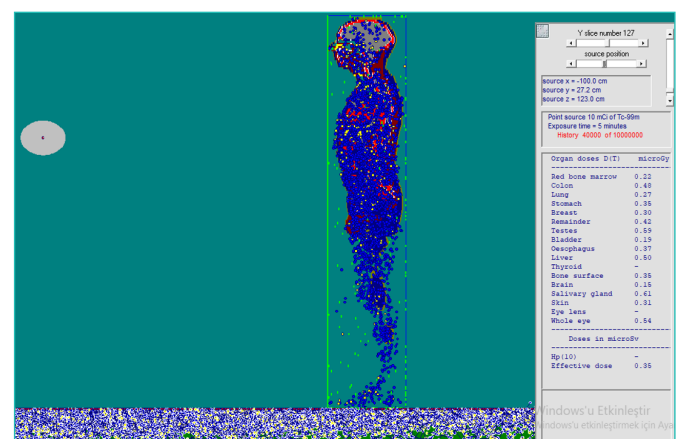 Y slice number 127
source position
source x = -100.0 cm
source y = 27.2 cm
source z = 123.0 cm
Point source 10 mCi of Tc-99m
Exposure time = 5 minutes
History 40000 of 10000000
Organ doses D(T) microGy
Red bone marrow 0.22
Colon 0.48
Lung 0.27
Stomach 0.35
Breast 0.30
Remainder 0.42
Testes 0.59
Bladder 0.19
Oesophagus 0.37
Liver 0.50
Thyroid -
Bone surface 0.35
Brain 0.15
Salivary gland 0.61
Skin 0.31
Eye lens -
Whole eye 0.54
Doses in microSv
Hp(10) -
Effective dose 0.35
Windows'u Etkinleştir
Windows'u etkinleştirmek için Aya